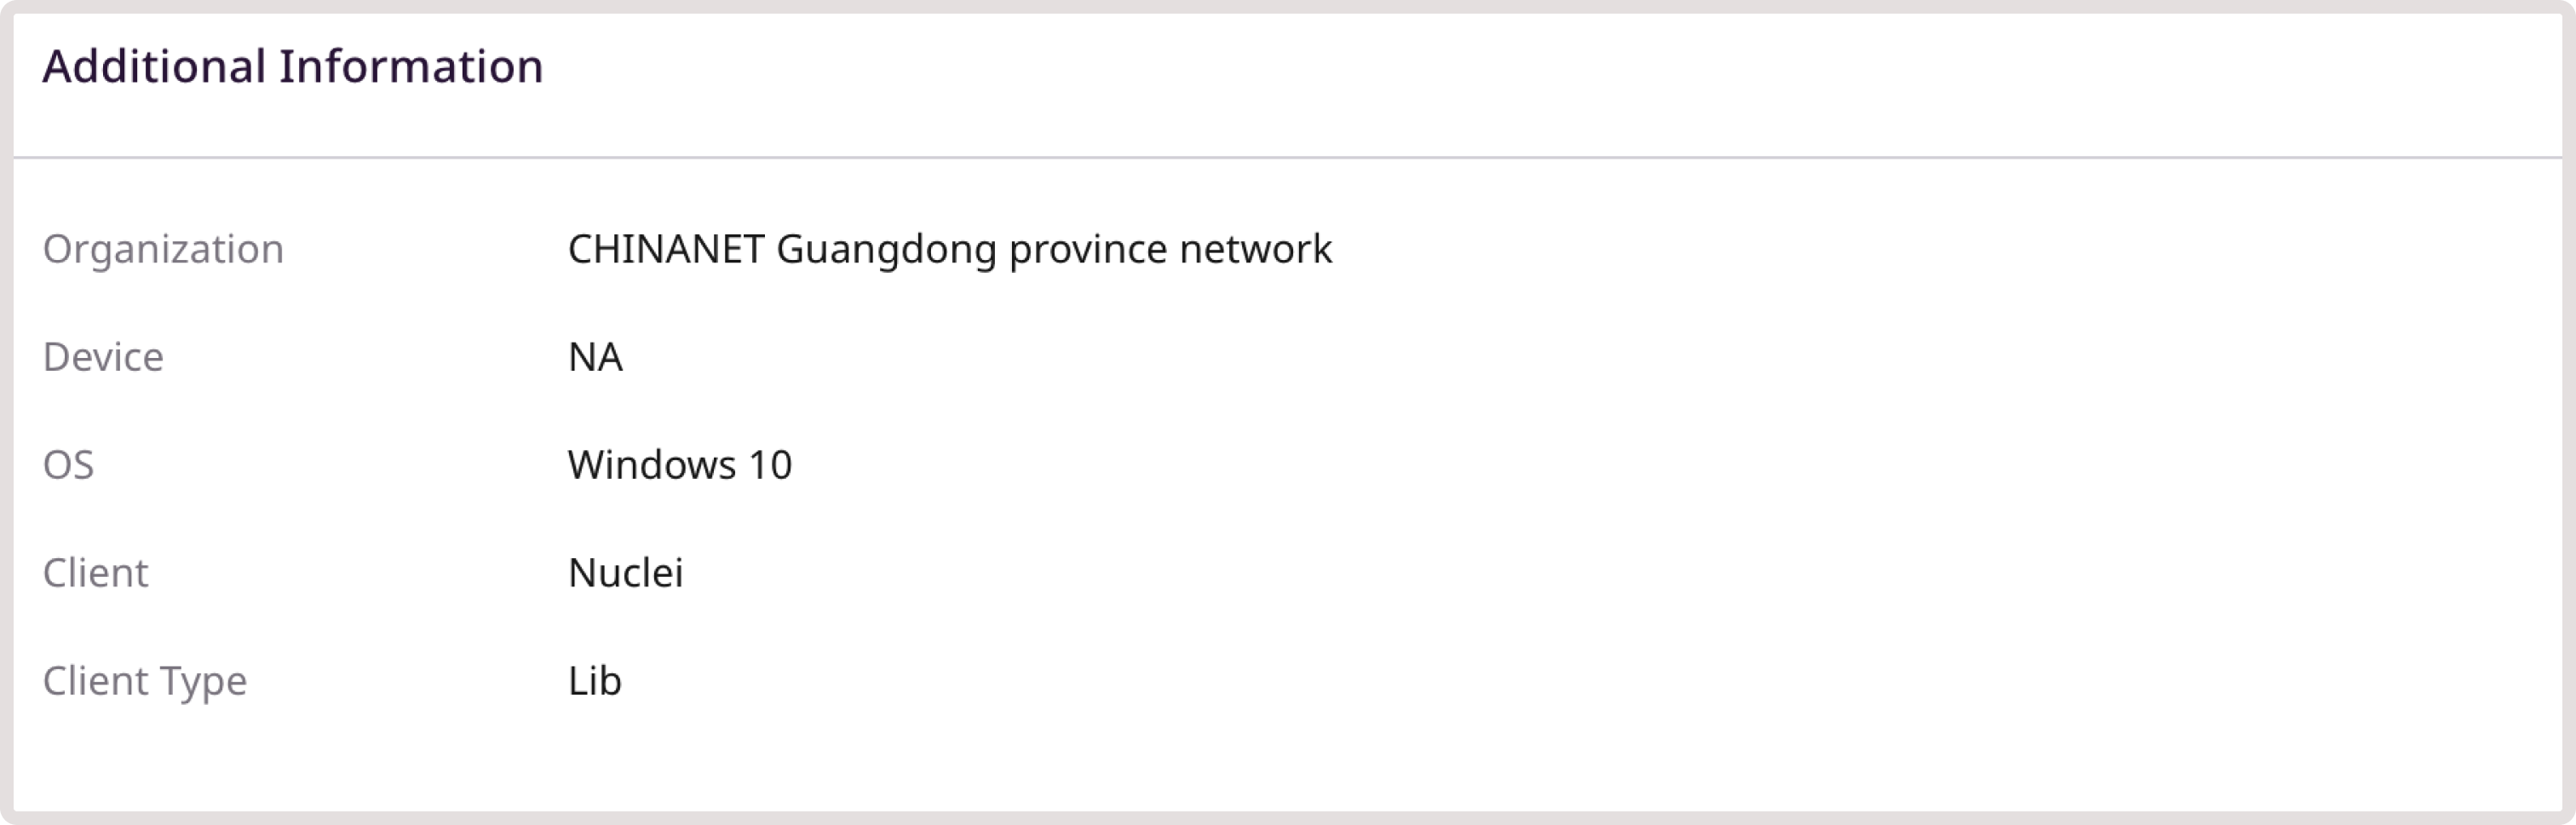 Additional Information
Organization CHINANET Guangdong province network
Device NA
OS Windows 10
Client Nuclei
Client Type Lib